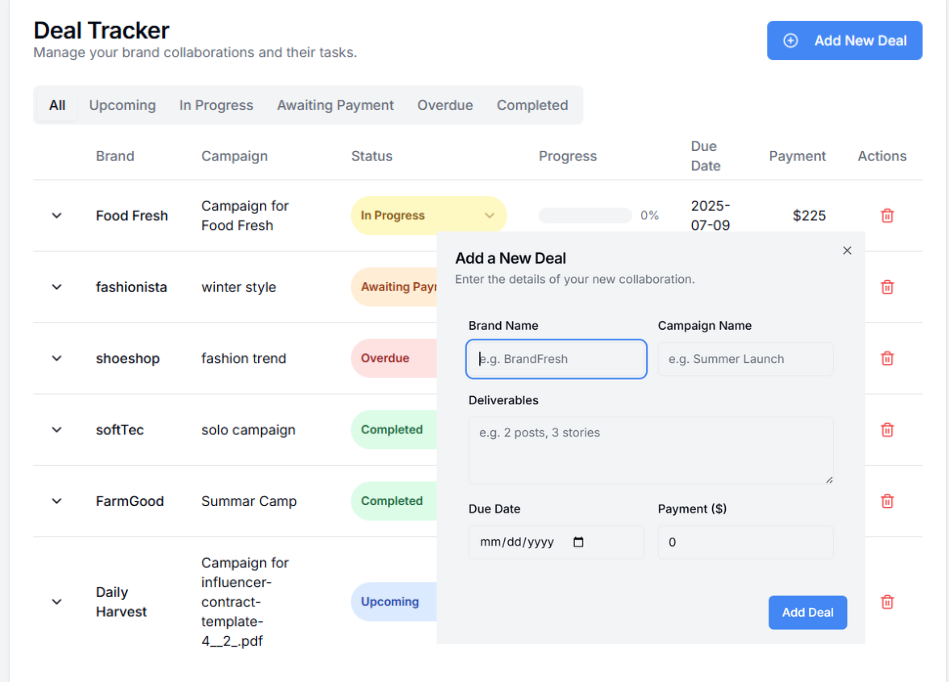 Deal Tracker
Manage your brand collaborations and their tasks.
Add New Deal
All Upcoming In Progress Awaiting Payment Overdue Completed
Brand Campaign Status Progress Due Date Payment Actions
Food Fresh
Campaign for
Food Fresh
In Progress
0%
2025-
07-09
$225
fashionista winter style Awaiting Payn
shoeshop fashion trend Overdue
softTec solo campaign Completed
FarmGood Summar Camp Completed
Daily
Harvest
Campaign for
influencer-
contract-
template-
4__2_.pdf
Upcoming
Add a New Deal
Enter the details of your new collaboration.
Brand Name Campaign Name
e.g. BrandFresh e.g. Summer Launch
Deliverables
e.g. 2 posts, 3 stories
Due Date Payment ($)
mm/dd/yyyy 0
Add Deal